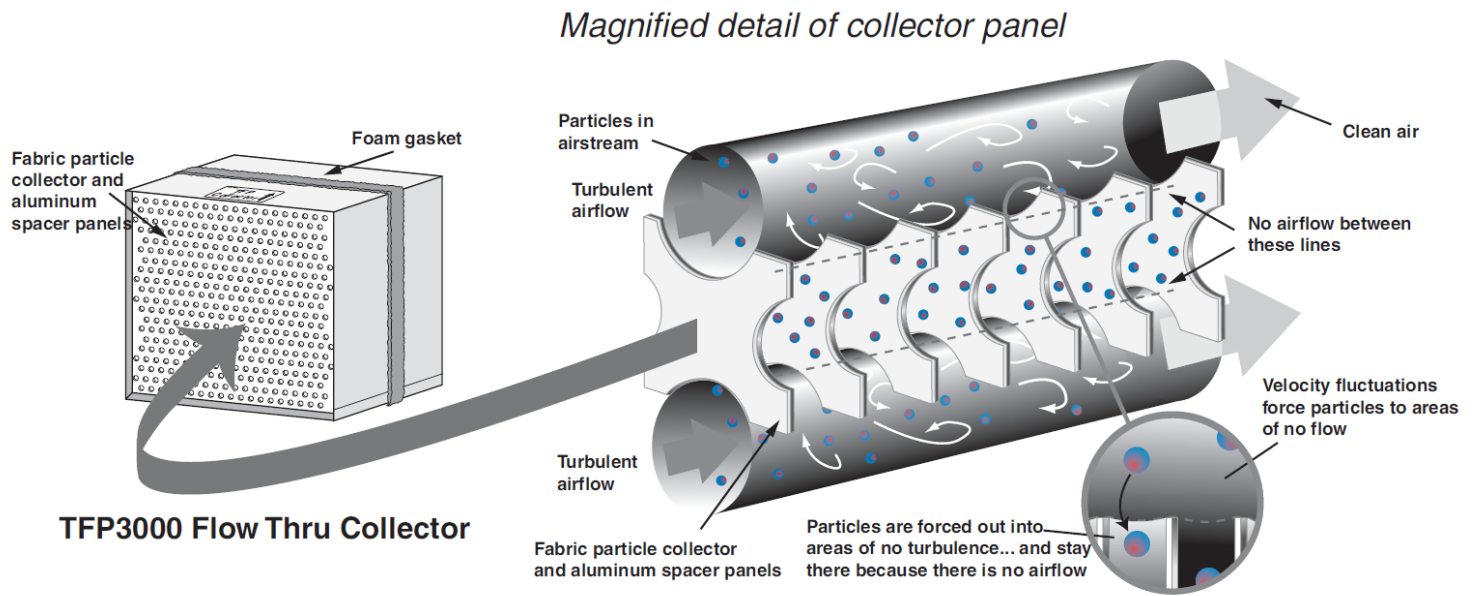 Magnified detail of collector panel
Foam gasket
Fabric particle
collector and
aluminum
spacer panels
TFP3000 Flow Thru Collector
Particles in
airstream
Turbulent
airflow
Clean air
No airflow between
these lines
Velocity fluctuations
force particles to areas
of no flow
Turbulent
airflow
Fabric particle collector
and aluminum spacer panels
Particles are forced out into
areas of no turbulence... and stay
there because there is no airflow